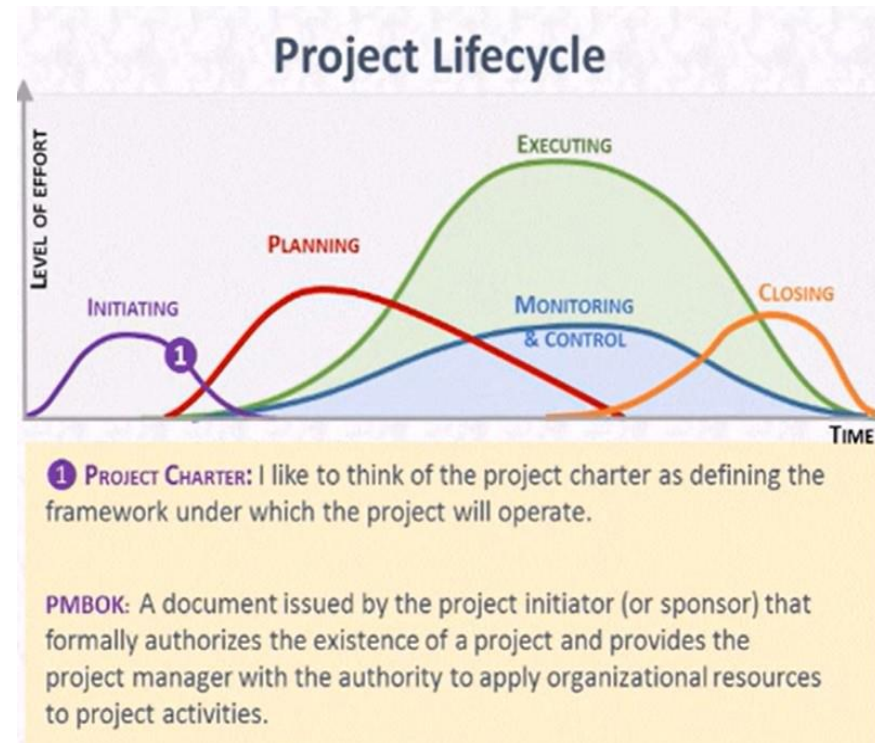 Project Lifecycle
LEVEL OF EFFORT
EXECUTING
PLANNING
INITIATING
MONITORING
& CONTROL
CLOSING
1
TIME
1 PROJECT CHARTER: I like to think of the project charter as defining the
framework under which the project will operate.
PMBOK: A document issued by the project initiator (or sponsor) that
formally authorizes the existence of a project and provides the
project manager with the authority to apply organizational resources
to project activities.